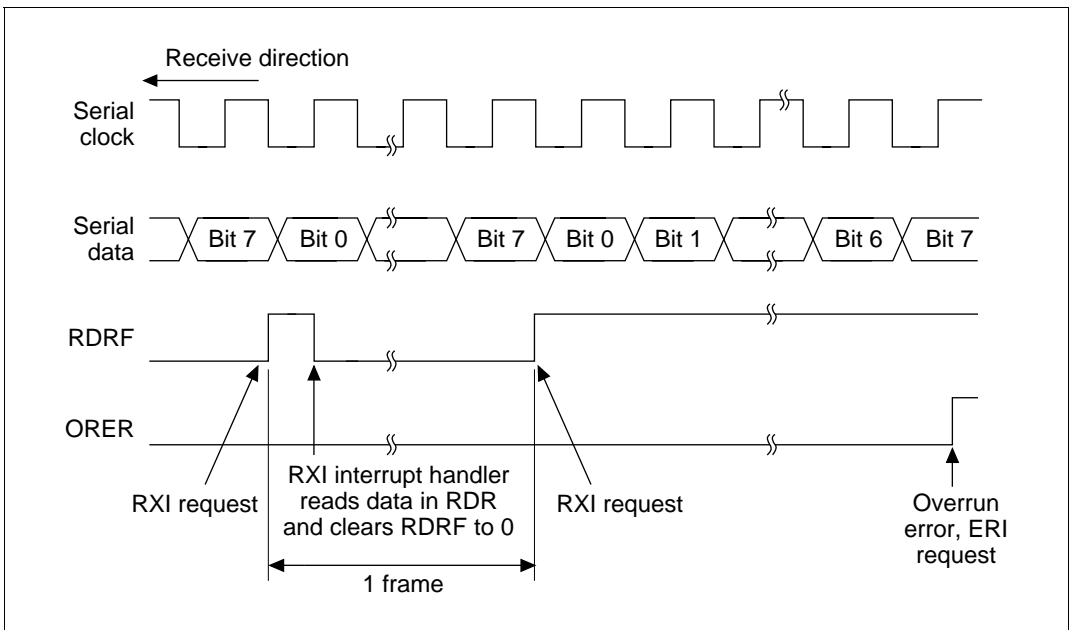 Receive direction
Serial
clock
Serial
data
Bit 7
Bit 0
Bit 7
Bit 0
Bit 1
Bit 6
Bit 7
RDRF
ORER
RXI request
RXI interrupt handler
reads data in RDR
and clears RDRF to 0
RXI request
Overrun
error, ERI
request
1 frame